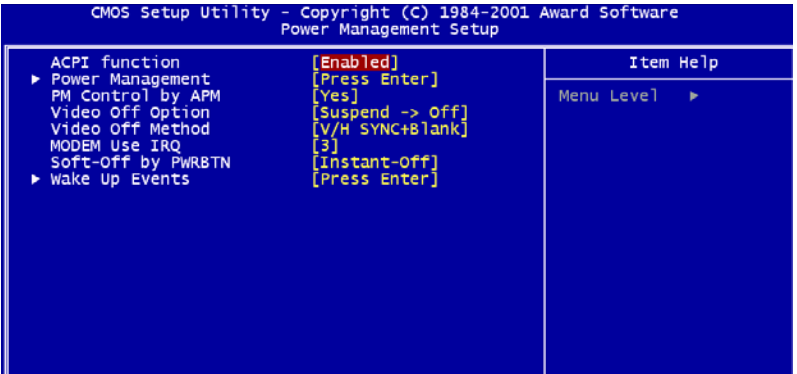 CMOS Setup Utility - Copyright (C) 1984-2001 Award Software
Power Management Setup
ACPI function [Enabled]
▶ Power Management [Press Enter]
PM Control by APM [Yes]
Video Off Option [Suspend -> Off]
Video Off Method [V/H SYNC+Blank]
MODEM Use IRQ [3]
Soft-Off by PWRBTN [Instant-Off]
▶ Wake Up Events [Press Enter]
Item Help
Menu Level ▶